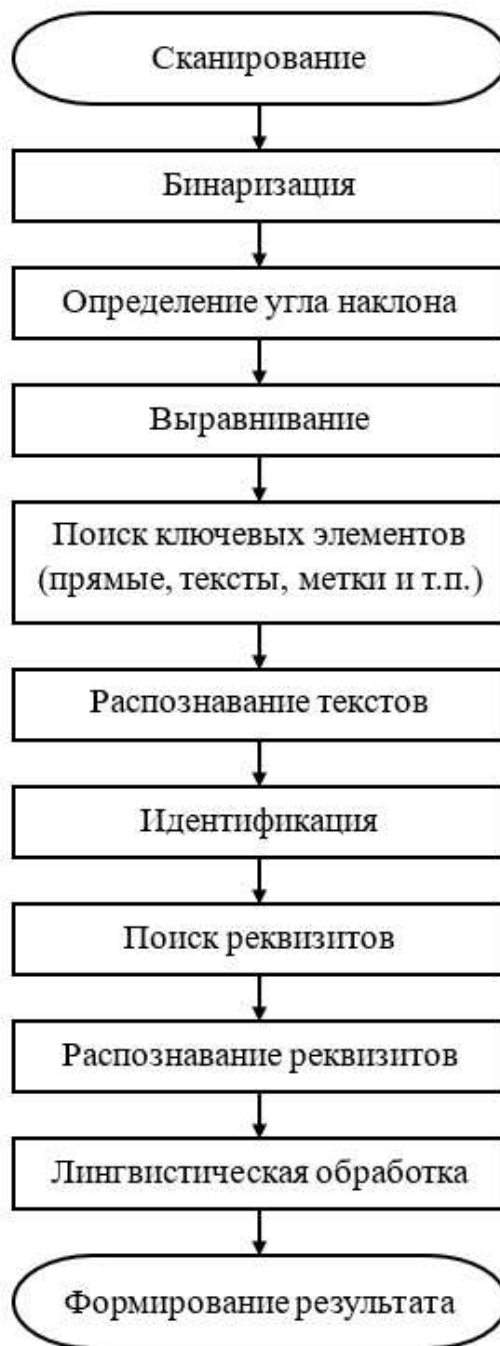 Сканирование
Бинаризация
Определение угла наклона
Выравнивание
Поиск ключевых элементов
(прямые, тексты, метки и т.п.)
Распознавание текстов
Идентификация
Поиск реквизитов
Распознавание реквизитов
Лингвистическая обработка
Формирование результата